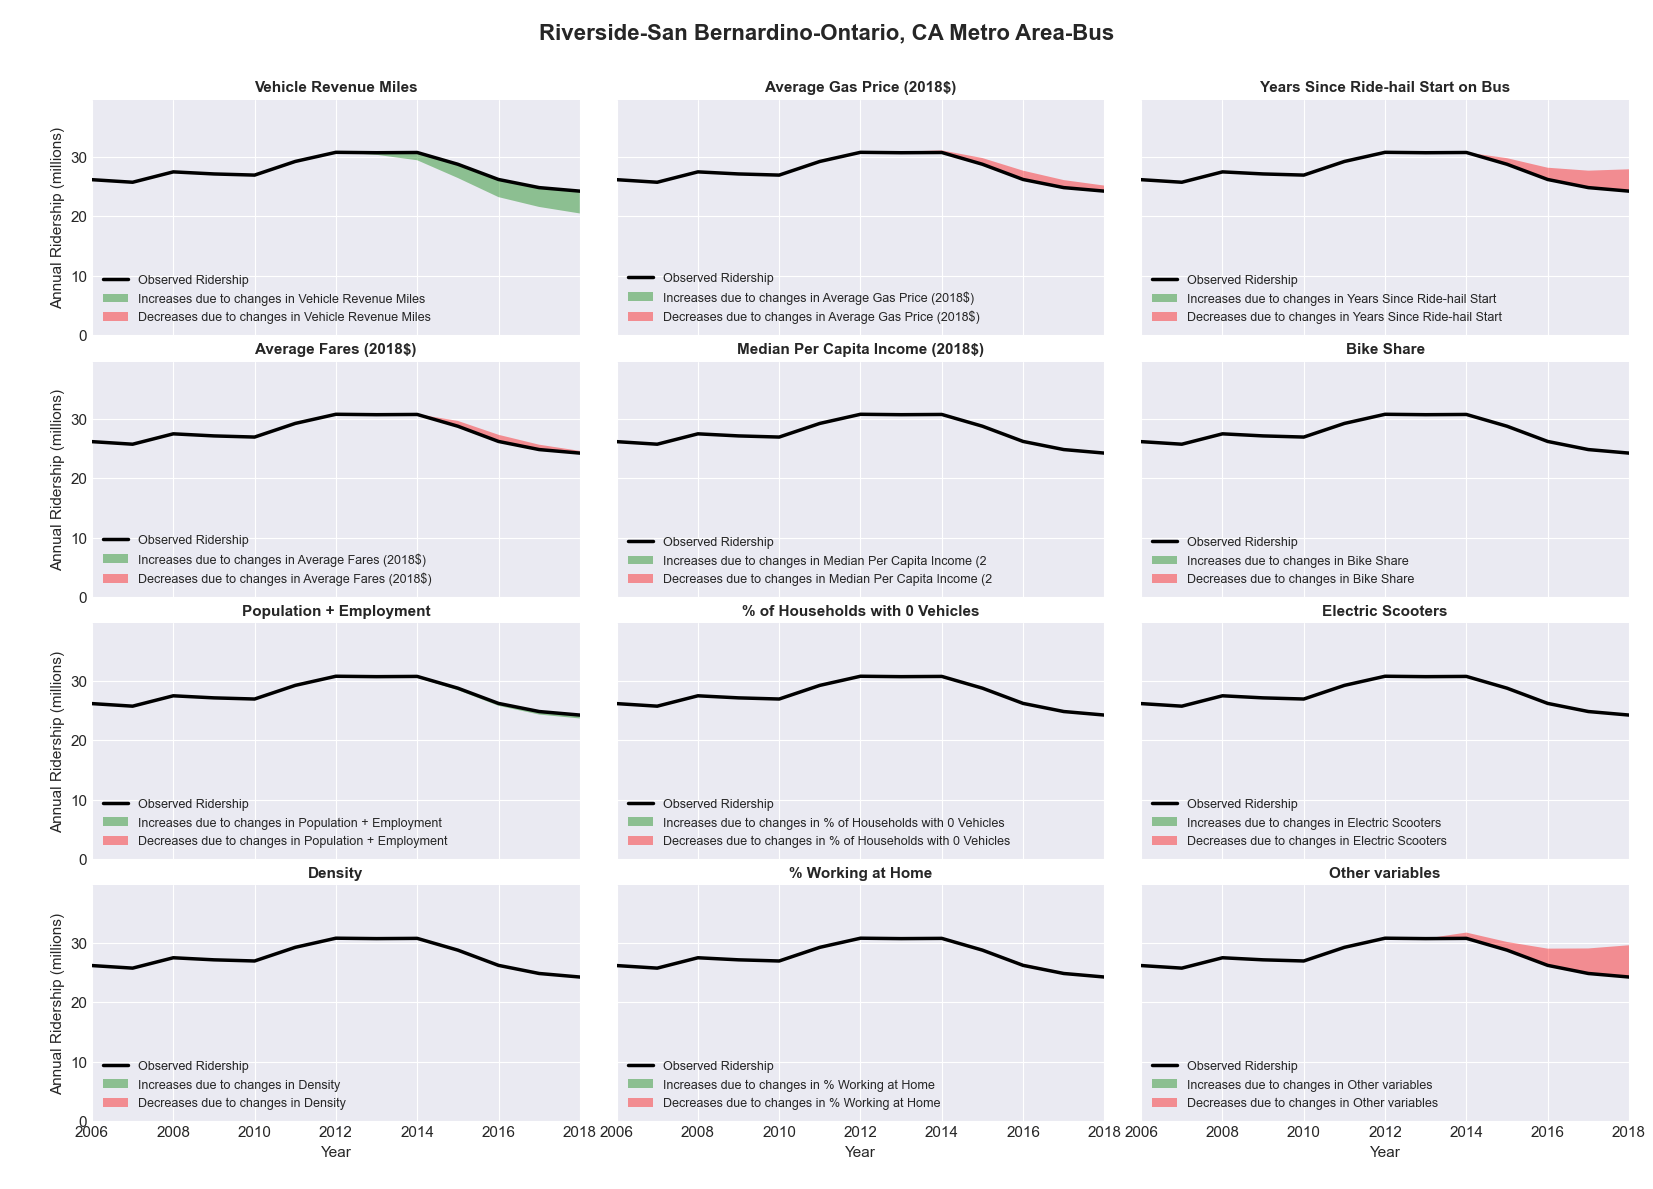 Riverside-San Bernardino-Ontario, CA Metro Area-Bus
Vehicle Revenue Miles
Annual Ridership (millions)
30
20
10
0
Observed Ridership
Increases due to changes in Vehicle Revenue Miles
Decreases due to changes in Vehicle Revenue Miles
Average Gas Price (2018$)
Observed Ridership
Increases due to changes in Average Gas Price (2018$)
Decreases due to changes in Average Gas Price (2018$)
Years Since Ride-hail Start on Bus
Observed Ridership
Increases due to changes in Years Since Ride-hail Start
Decreases due to changes in Years Since Ride-hail Start
Average Fares (2018$)
Annual Ridership (millions)
30
20
10
0
Observed Ridership
Increases due to changes in Average Fares (2018$)
Decreases due to changes in Average Fares (2018$)
Median Per Capita Income (2018$)
Observed Ridership
Increases due to changes in Median Per Capita Income (2
Decreases due to changes in Median Per Capita Income (2
Bike Share
Observed Ridership
Increases due to changes in Bike Share
Decreases due to changes in Bike Share
Population + Employment
Annual Ridership (millions)
30
20
10
0
Observed Ridership
Increases due to changes in Population + Employment
Decreases due to changes in Population + Employment
% of Households with 0 Vehicles
Observed Ridership
Increases due to changes in % of Households with 0 Vehicles
Decreases due to changes in % of Households with 0 Vehicles
Electric Scooters
Observed Ridership
Increases due to changes in Electric Scooters
Decreases due to changes in Electric Scooters
Density
Annual Ridership (millions)
30
20
10
0
Observed Ridership
Increases due to changes in Density
Decreases due to changes in Density
2006 2008 2010 2012 2014 2016 2018
Year
% Working at Home
Observed Ridership
Increases due to changes in % Working at Home
Decreases due to changes in % Working at Home
2006 2008 2010 2012 2014 2016 2018
Year
Other variables
Observed Ridership
Increases due to changes in Other variables
Decreases due to changes in Other variables
2006 2008 2010 2012 2014 2016 2018
Year